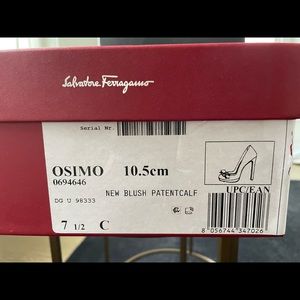 Salvatore Ferragamo
Serial Nr.
OSIMO 10.5cm
0694646
NEW BLUSH PATENTCALF
DG U 98333
UPC/EAN
7 1/2 C
8 056744 347026